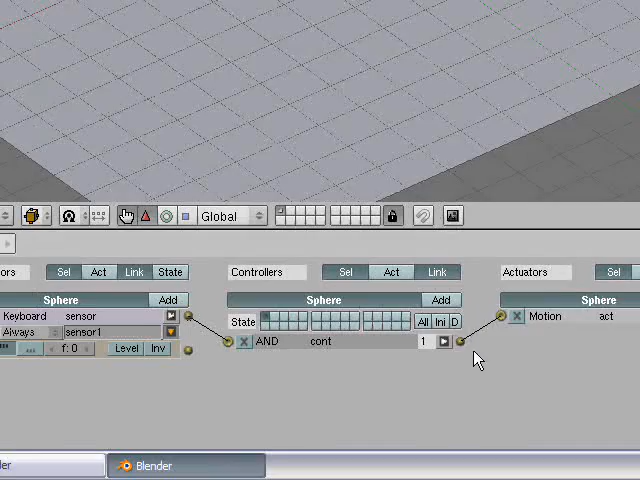 Global
ors Sel Act Link State Controllers Sel Act Link Actuators Sel
Sphere Add Sphere Add Sphere
Keyboard sensor State All Ini D Motion act
Always sensor1
AND cont 1
... f: 0 Level Inv
der Blender